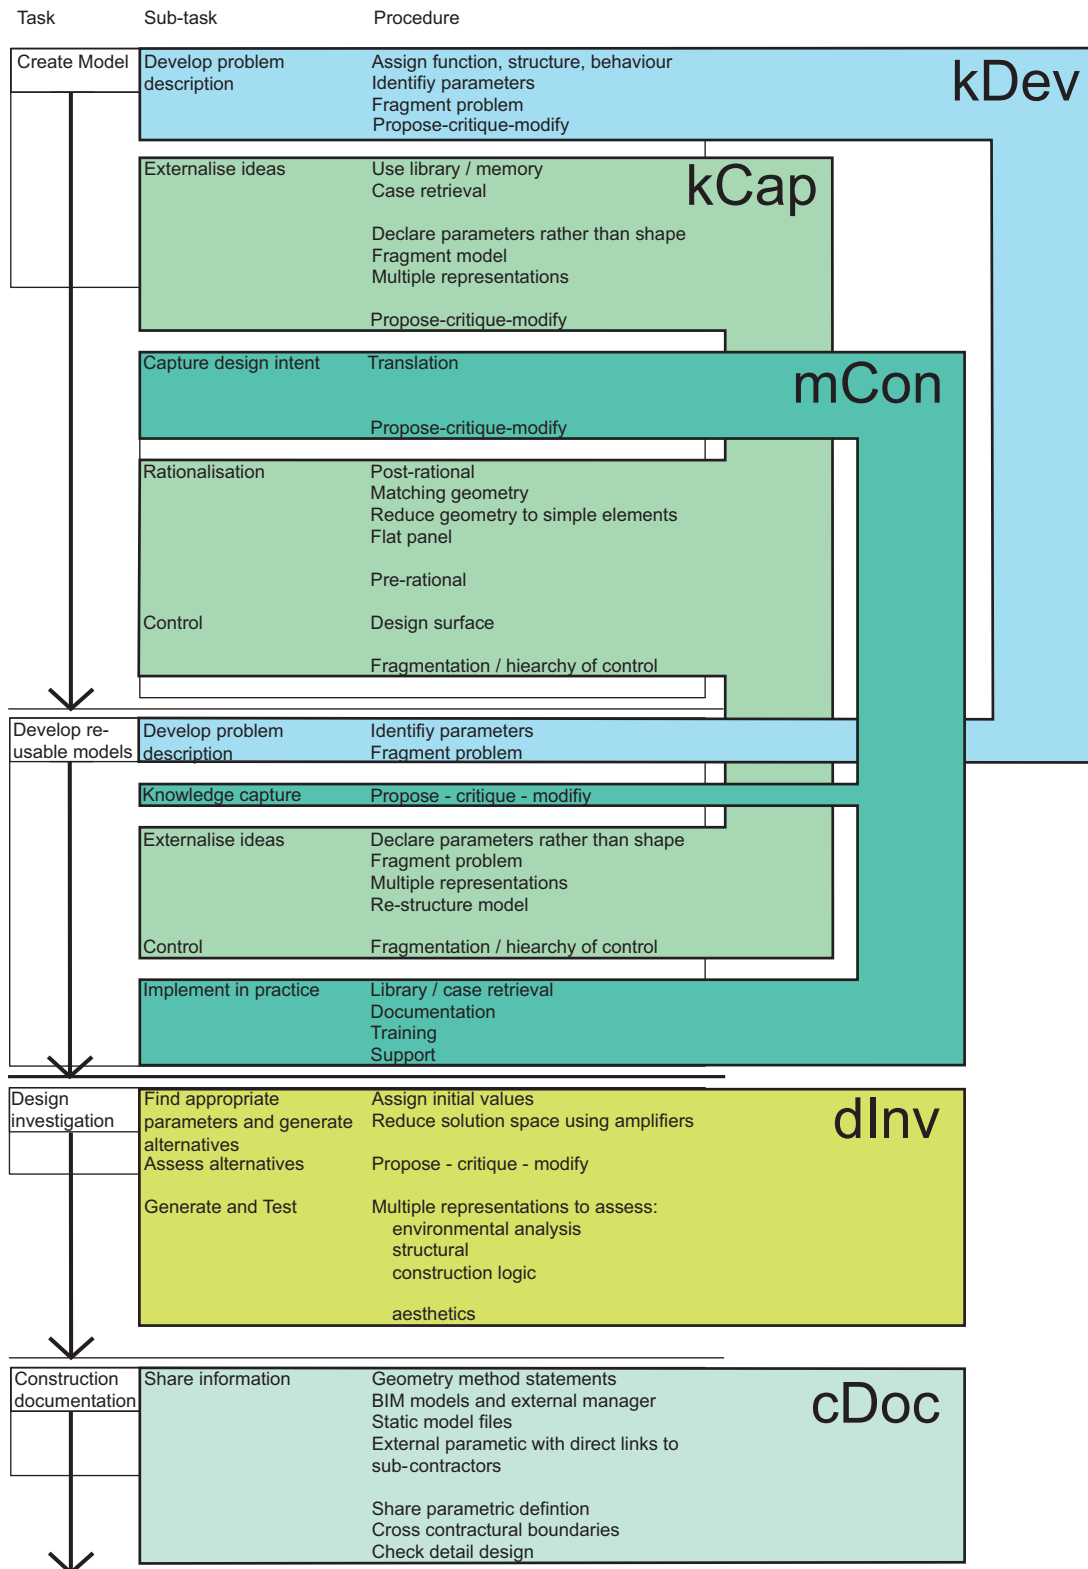 Task Sub-task Procedure
Create Model Develop problem Assign function, structure, behaviour
description Identifiy parameters
Fragment problem
Propose-critique-modify
kDev
Externalise ideas Use library / memory
Case retrieval
kCap
Declare parameters rather than shape
Fragment model
Multiple representations
Propose-critique-modify
Capture design intent Translation
mCon
Propose-critique-modify
Rationalisation Post-rational
Matching geometry
Reduce geometry to simple elements
Flat panel
Pre-rational
Control Design surface
Fragmentation / hiearchy of control
Develop re- Develop problem Identifiy parameters
usable models description Fragment problem
Knowledge capture Propose - critique - modifiy
Externalise ideas Declare parameters rather than shape
Fragment problem
Multiple representations
Re-structure model
Control Fragmentation / hiearchy of control
Implement in practice Library / case retrieval
Documentation
Training
Support
Design Find appropriate Assign initial values
investigation parameters and generate Reduce solution space using amplifiers
alternatives
dInv
Assess alternatives Propose - critique - modify
Generate and Test Multiple representations to assess:
environmental analysis
structural
construction logic
aesthetics
Construction Share information Geometry method statements
documentation BIM models and external manager
Static model files
cDoc
External parametic with direct links to
sub-contractors
Share parametric defintion
Cross contractural boundaries
Check detail design